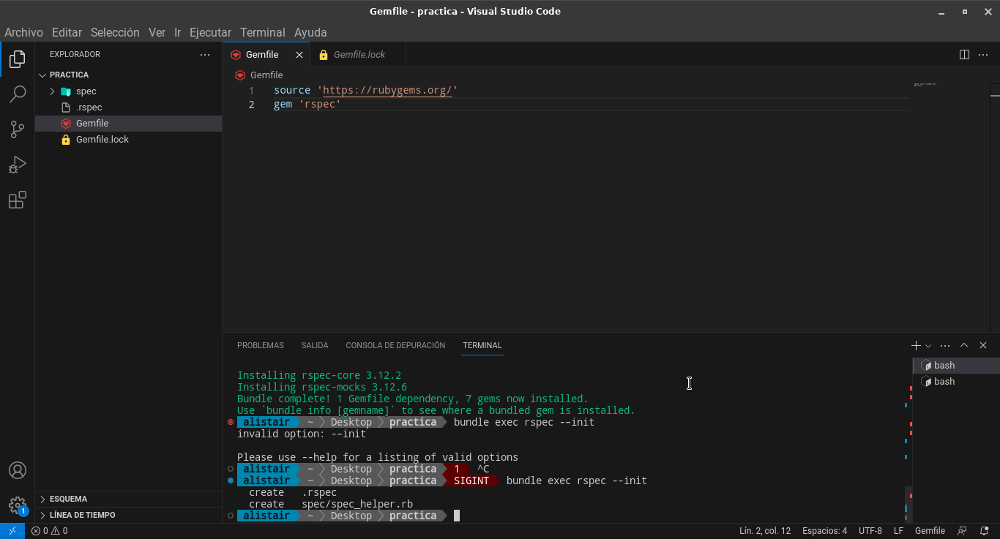 Gemfile - practica - Visual Studio Code
Archivo Editar Selección Ver Ir Ejecutar Terminal Ayuda
EXPLORADOR
PRACTICA
spec
.rspec
Gemfile
Gemfile.lock
ESQUEMA
LÍNEA DE TIEMPO
1
Gemfile Gemfile.lock
Gemfile
1 source 'https://rubygems.org/'
2 gem 'rspec'
PROBLEMAS SALIDA CONSOLA DE DEPURACIÓN TERMINAL
Installing rspec-core 3.12.2
Installing rspec-mocks 3.12.6
Bundle complete! 1 Gemfile dependency, 7 gems now installed.
Use `bundle info [gemname]` to see where a bundled gem is installed.
alistair ~ Desktop practica bundle exec rspec --init
invalid option: --init
Please use --help for a listing of valid options
alistair ~ Desktop practica 1 ^C
alistair ~ Desktop practica SIGINT bundle exec rspec --init
create .rspec
create spec/spec_helper.rb
alistair ~ Desktop practica
bash
bash
0 0 Lín. 2, col. 12 Espacios: 4 UTF-8 LF Gemfile